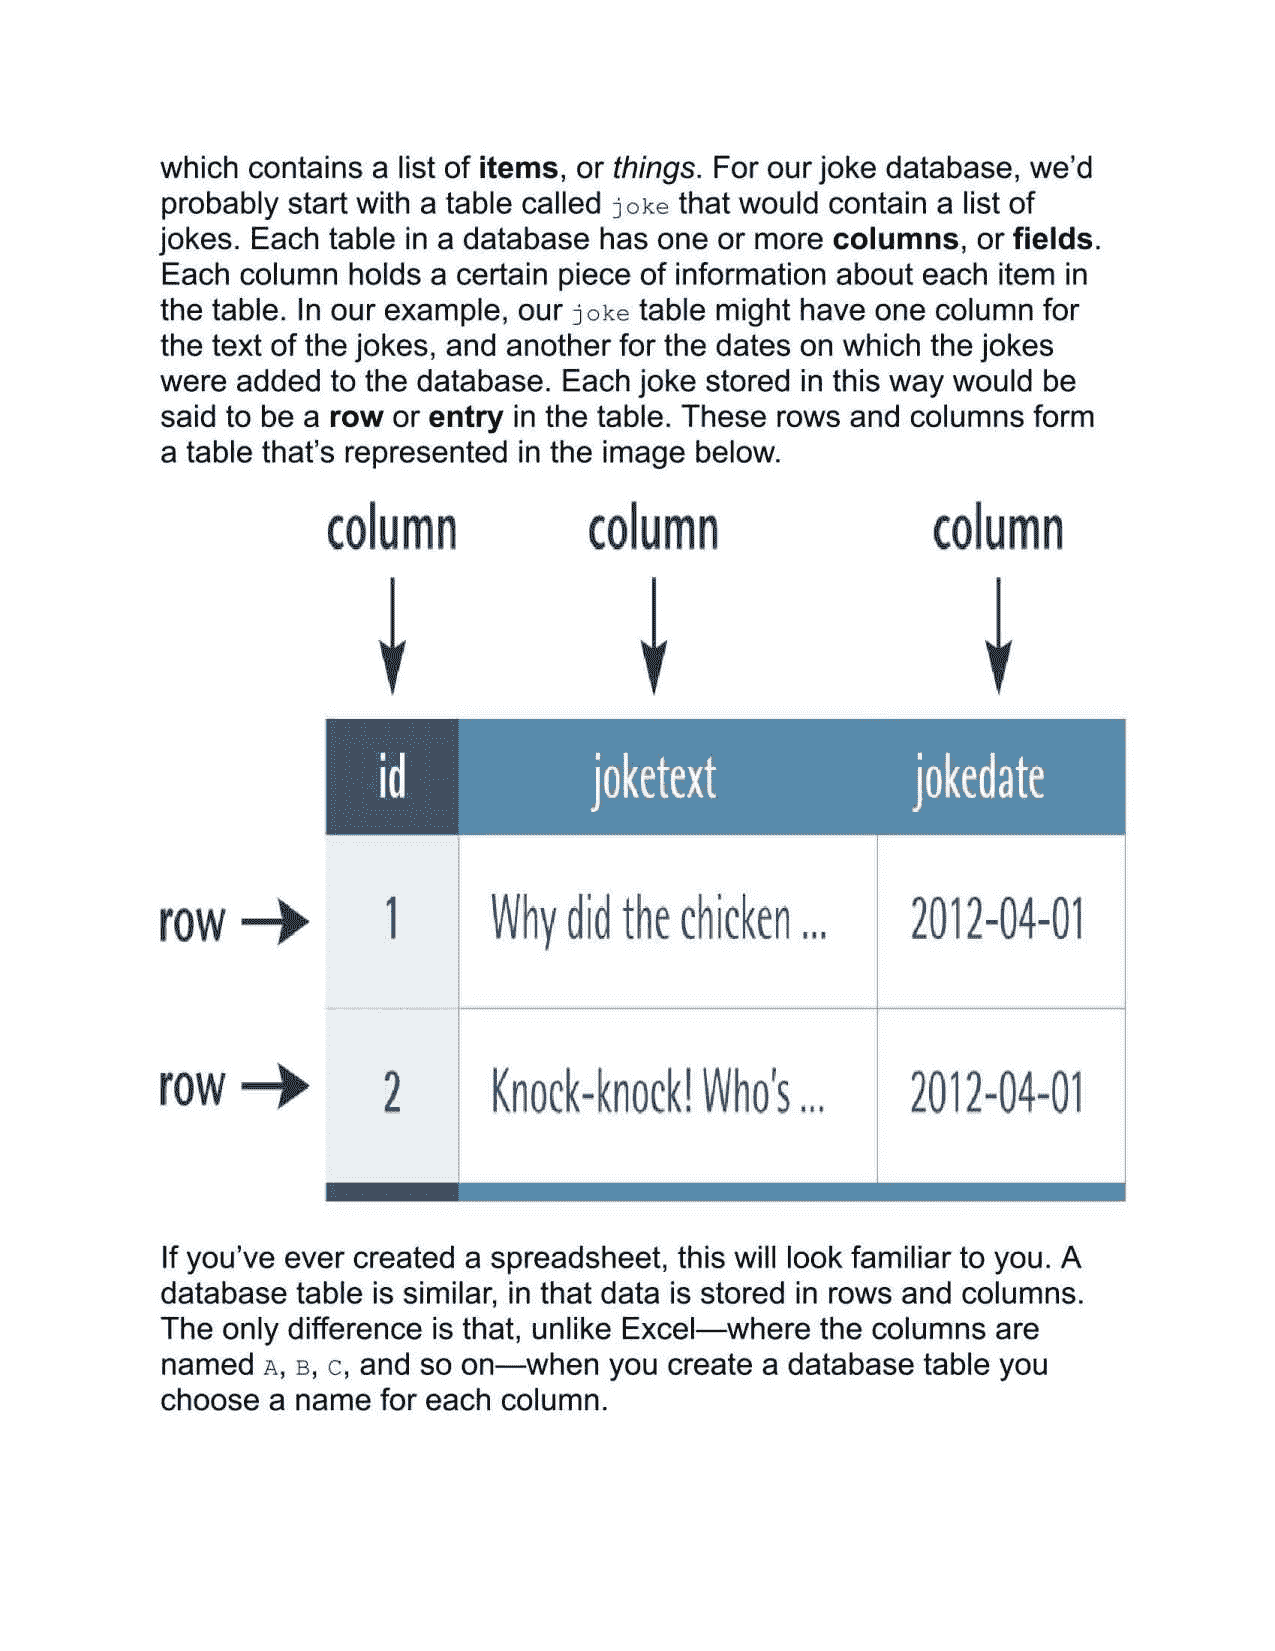 which contains a list of items, or things. For our joke database, we’d
probably start with a table called joke that would contain a list of
jokes. Each table in a database has one or more columns, or fields.
Each column holds a certain piece of information about each item in
the table. In our example, our joke table might have one column for
the text of the jokes, and another for the dates on which the jokes
were added to the database. Each joke stored in this way would be
said to be a row or entry in the table. These rows and columns form
a table that’s represented in the image below.
column column column
id joketext jokedate
row 1 Why did the chicken ... 2012-04-01
row 2 Knock-knock! Who's ... 2012-04-01
If you’ve ever created a spreadsheet, this will look familiar to you. A
database table is similar, in that data is stored in rows and columns.
The only difference is that, unlike Excel—where the columns are
named A, B, C, and so on—when you create a database table you
choose a name for each column.